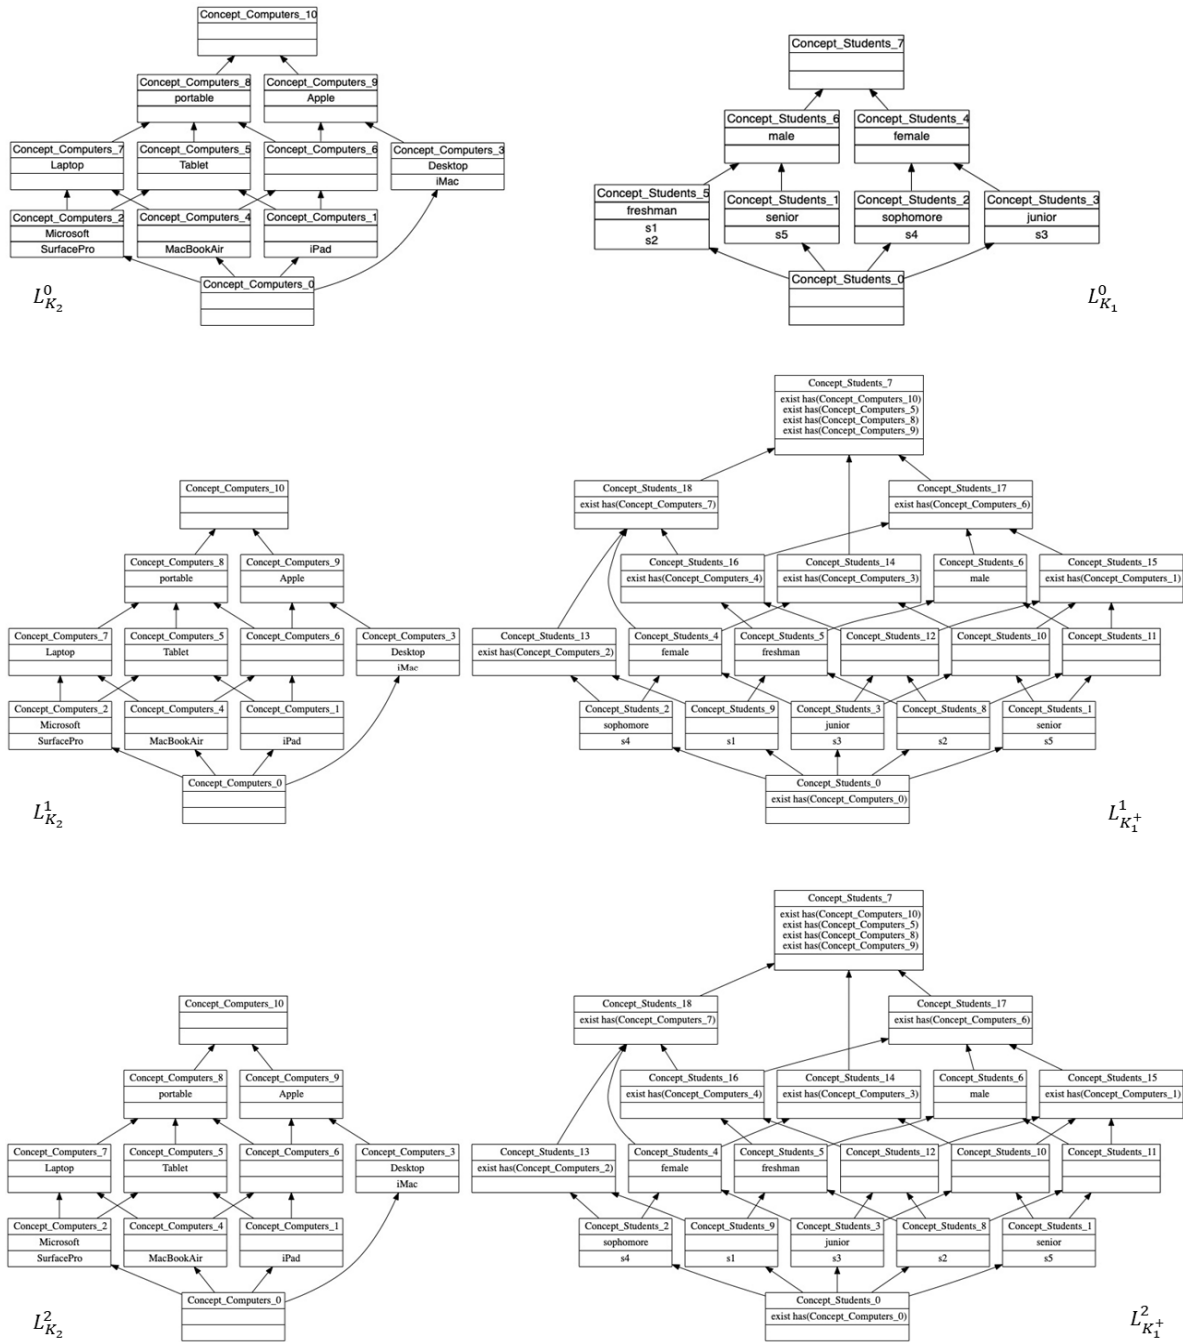 Concept_Computers_10
Concept_Computers_8
portable
Concept_Computers_9
Apple
Concept_Computers_7
Laptop
Concept_Computers_5
Tablet
Concept_Computers_6
Concept_Computers_3
Desktop
iMac
Concept_Computers_2
Microsoft
SurfacePro
Concept_Computers_4
MacBookAir
Concept_Computers_1
iPad
Concept_Computers_0
L^0_{K_2}
Concept_Students_7
Concept_Students_6
male
Concept_Students_4
female
Concept_Students_5
freshman
s1
s2
Concept_Students_1
senior
s5
Concept_Students_2
sophomore
s4
Concept_Students_3
junior
s3
Concept_Students_0
L^0_{K_1}
Concept_Computers_10
Concept_Computers_8
portable
Concept_Computers_9
Apple
Concept_Computers_7
Laptop
Concept_Computers_5
Tablet
Concept_Computers_6
Concept_Computers_3
Desktop
iMac
Concept_Computers_2
Microsoft
SurfacePro
Concept_Computers_4
MacBookAir
Concept_Computers_1
iPad
Concept_Computers_0
L^1_{K_2}
Concept_Students_7
exist has(Concept_Computers_10)
exist has(Concept_Computers_5)
exist has(Concept_Computers_8)
exist has(Concept_Computers_9)
Concept_Students_18
exist has(Concept_Computers_7)
Concept_Students_17
exist has(Concept_Computers_6)
Concept_Students_16
exist has(Concept_Computers_4)
Concept_Students_14
exist has(Concept_Computers_3)
Concept_Students_6
male
Concept_Students_15
exist has(Concept_Computers_1)
Concept_Students_13
exist has(Concept_Computers_2)
Concept_Students_4
female
Concept_Students_5
freshman
Concept_Students_12
Concept_Students_10
Concept_Students_11
Concept_Students_2
sophomore
s4
Concept_Students_9
s1
Concept_Students_3
junior
s3
Concept_Students_8
s2
Concept_Students_1
senior
s5
Concept_Students_0
exist has(Concept_Computers_0)
L^1_{K_1^+}
Concept_Computers_10
Concept_Computers_8
portable
Concept_Computers_9
Apple
Concept_Computers_7
Laptop
Concept_Computers_5
Tablet
Concept_Computers_6
Concept_Computers_3
Desktop
iMac
Concept_Computers_2
Microsoft
SurfacePro
Concept_Computers_4
MacBookAir
Concept_Computers_1
iPad
Concept_Computers_0
L^2_{K_2}
Concept_Students_7
exist has(Concept_Computers_10)
exist has(Concept_Computers_5)
exist has(Concept_Computers_8)
exist has(Concept_Computers_9)
Concept_Students_18
exist has(Concept_Computers_7)
Concept_Students_17
exist has(Concept_Computers_6)
Concept_Students_16
exist has(Concept_Computers_4)
Concept_Students_14
exist has(Concept_Computers_3)
Concept_Students_6
male
Concept_Students_15
exist has(Concept_Computers_1)
Concept_Students_13
exist has(Concept_Computers_2)
Concept_Students_4
female
Concept_Students_5
freshman
Concept_Students_12
Concept_Students_10
Concept_Students_11
Concept_Students_2
sophomore
s4
Concept_Students_9
s1
Concept_Students_3
junior
s3
Concept_Students_8
s2
Concept_Students_1
senior
s5
Concept_Students_0
exist has(Concept_Computers_0)
L^2_{K_1^+}